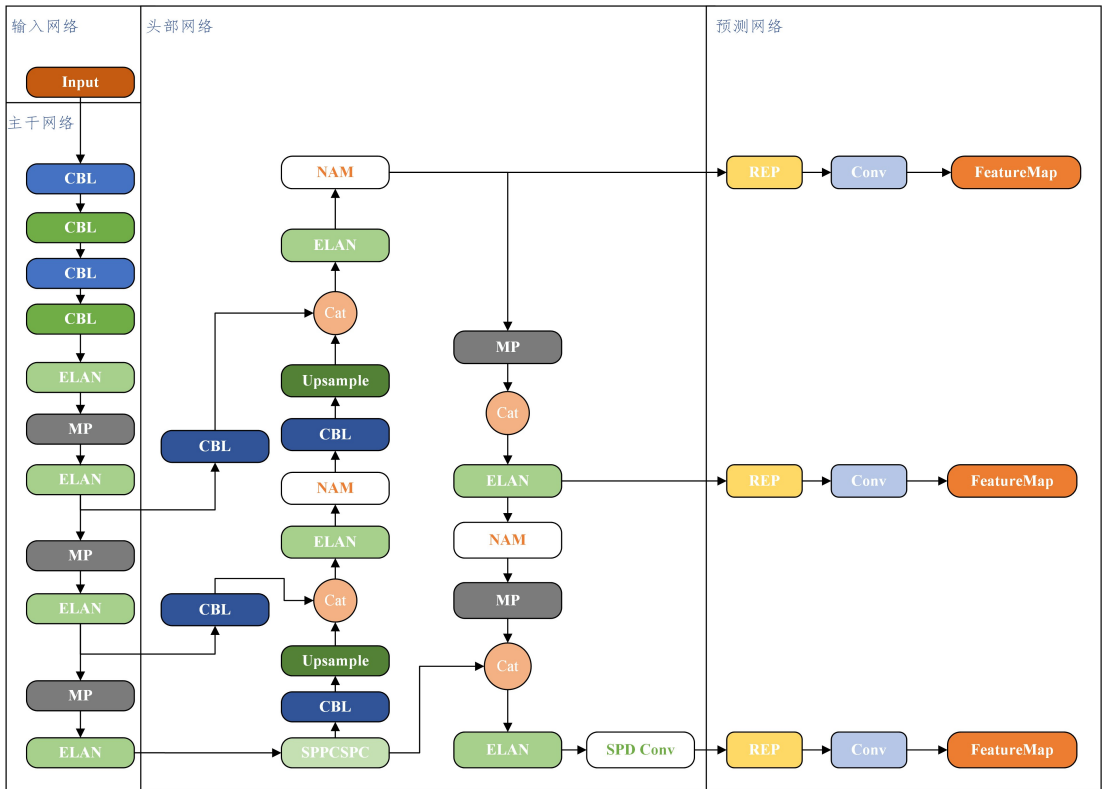 输入网络
Input
主干网络
CBL
CBL
CBL
CBL
ELAN
MP
ELAN
MP
ELAN
MP
ELAN
头部网络
NAM
ELAN
Cat
Upsample
CBL
CBL
NAM
ELAN
Cat
CBL
Upsample
CBL
SPPCSPC
MP
Cat
ELAN
NAM
MP
Cat
ELAN
SPD Conv
预测网络
REP
Conv
FeatureMap
REP
Conv
FeatureMap
REP
Conv
FeatureMap